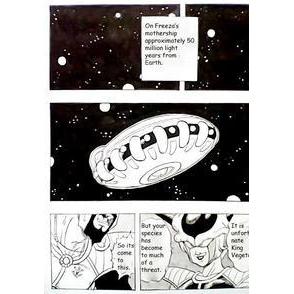 On Freeza's
mothership
approximately 50
million light
years from
Earth.
So its
come to
this.
But your
species
has
become
to much
of a
threat.
It is
unfort
nate
King
Veget